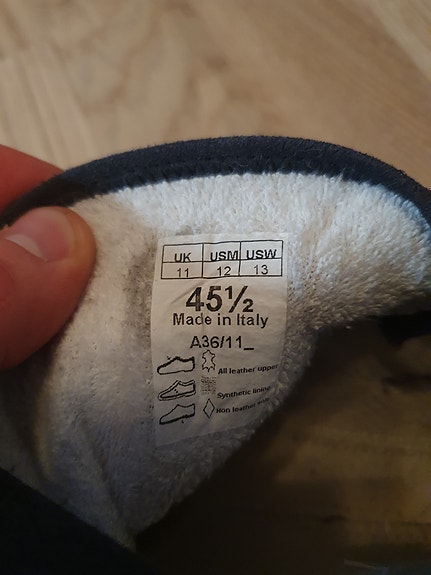 UK USM USW
11 12 13
45½
Made in Italy
A36/11_
All leather upper
Synthetic lining
Non leather